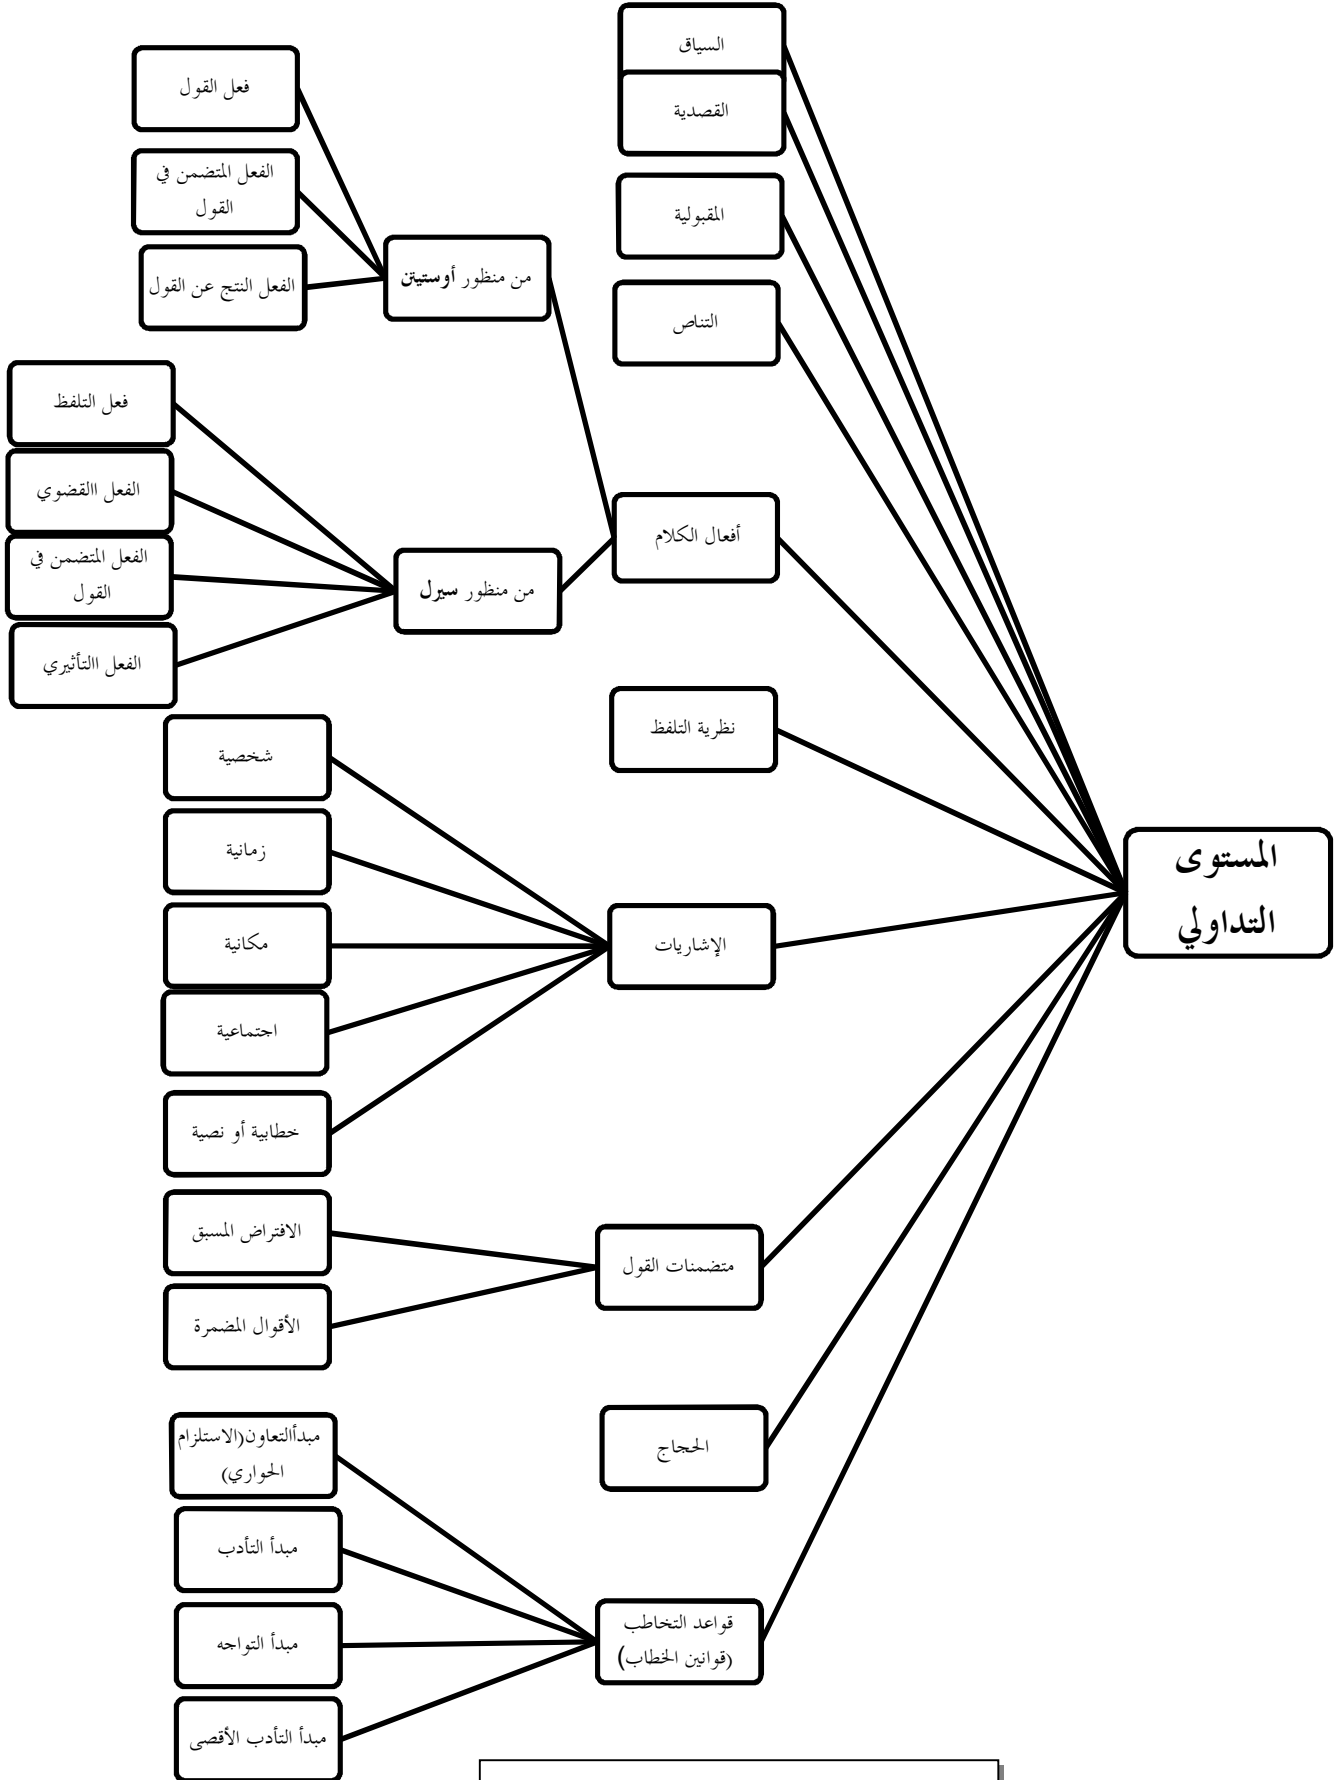 المستوى
التداولي
السياق
القصدية
المقبولية
التناص
أفعال الكلام
من منظور أوستيتن
فعل القول
الفعل المتضمن في
القول
الفعل النتج عن القول
من منظور سيرل
فعل التلفظ
الفعل االقضوي
الفعل المتضمن في
القول
الفعل االتأثيري
نظرية التلفظ
الإشاريات
شخصية
زمانية
مكانية
اجتماعية
خطابية أو نصية
متضمنات القول
الافتراض المسبق
الأقوال المضمرة
الحجاج
قواعد التخاطب
(قوانين الخطاب)
مبدأالتعاون(الاستلزام
الحواري)
مبدأ التأدب
مبدأ التواجه
مبدأ التأدب الأقصى